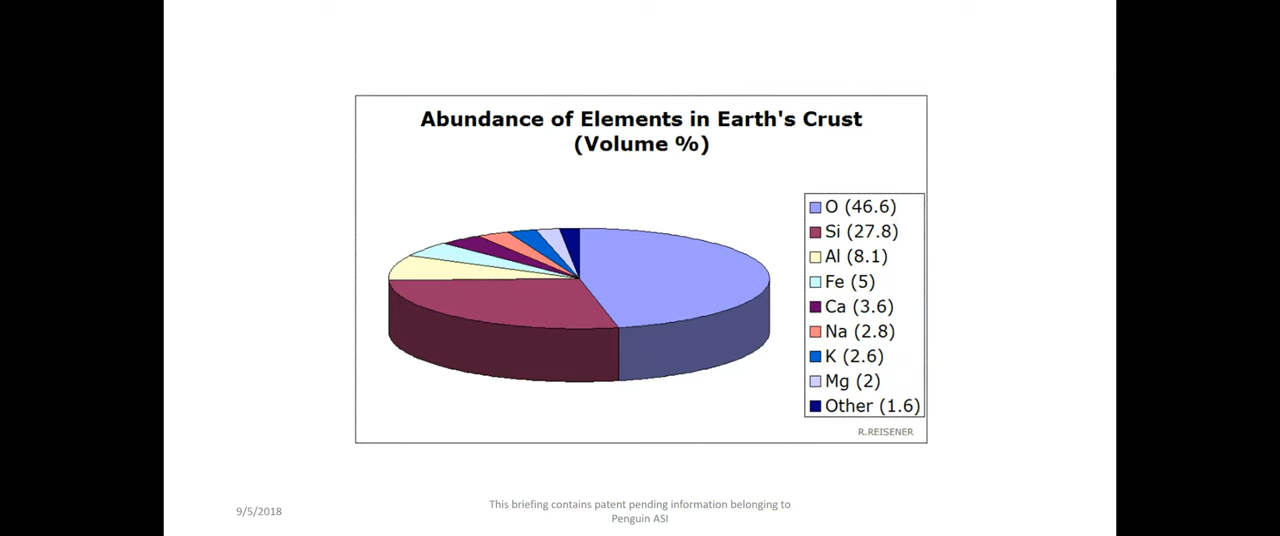 Abundance of Elements in Earth's Crust
(Volume %)
O (46.6)
Si (27.8)
Al (8.1)
Fe (5)
Ca (3.6)
Na (2.8)
K (2.6)
Mg (2)
Other (1.6)
R.REISENER
9/5/2018
This briefing contains patent pending information belonging to
Penguin ASI